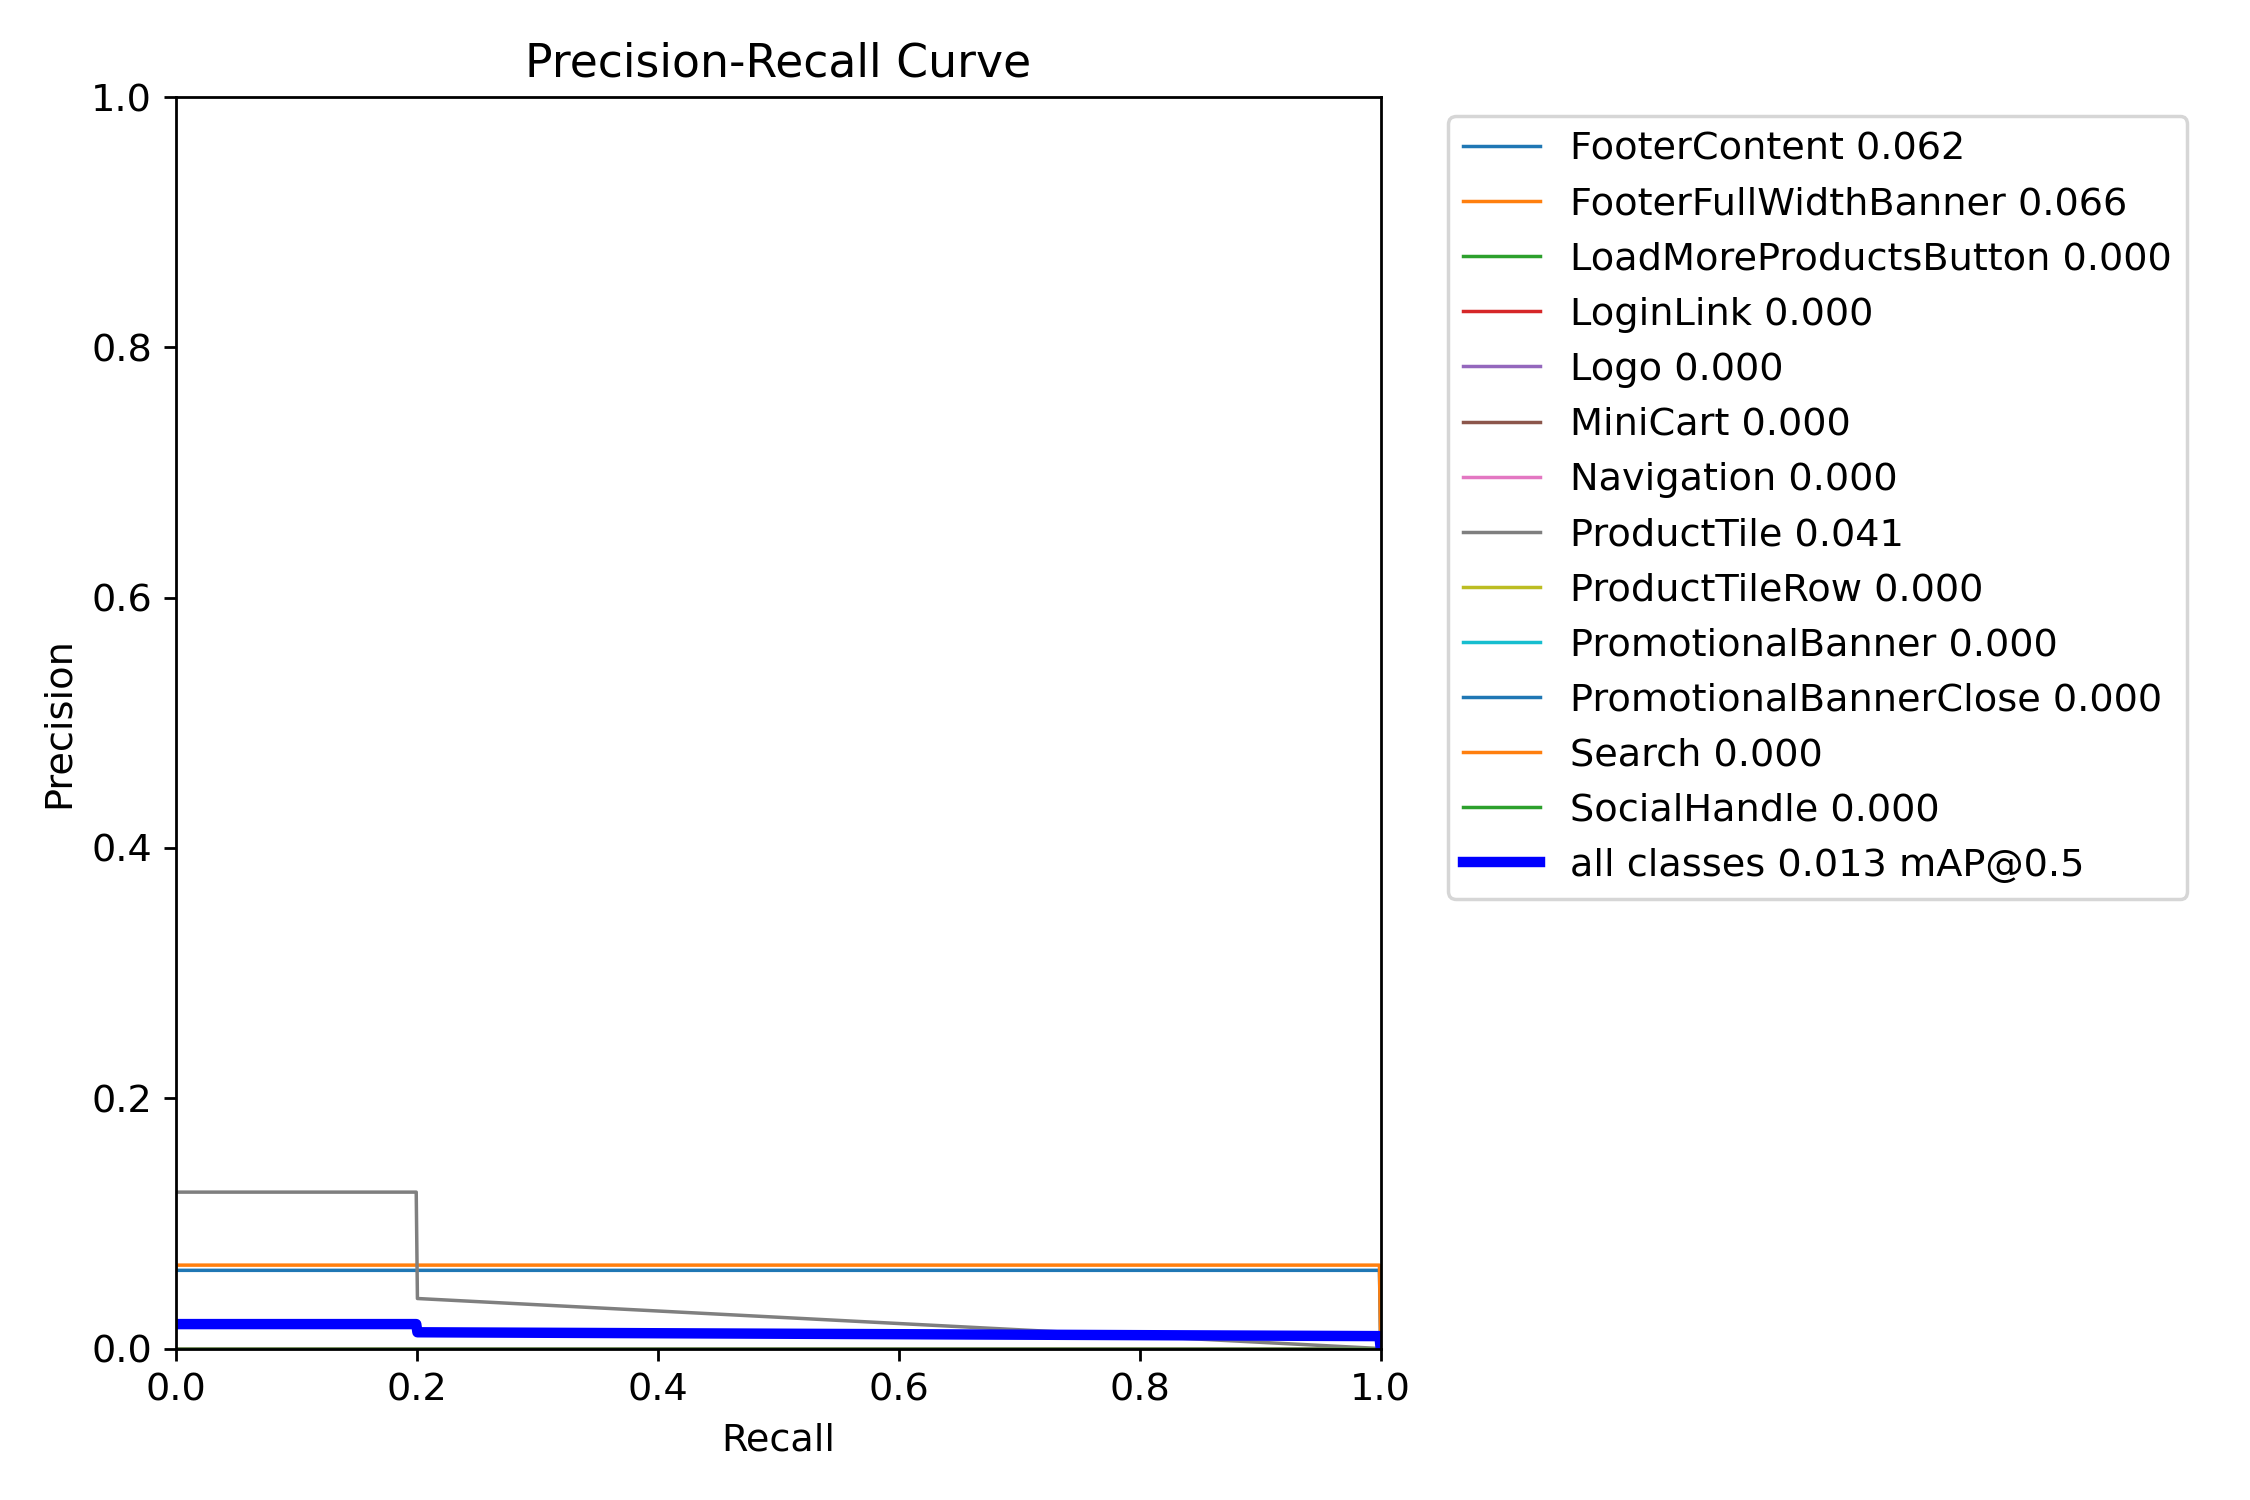 Precision-Recall Curve
1.0
0.8
0.6
0.4
0.2
0.0
Precision
0.0 0.2 0.4 0.6 0.8 1.0
Recall
FooterContent 0.062
FooterFullWidthBanner 0.066
LoadMoreProductsButton 0.000
LoginLink 0.000
Logo 0.000
MiniCart 0.000
Navigation 0.000
ProductTile 0.041
ProductTileRow 0.000
PromotionalBanner 0.000
PromotionalBannerClose 0.000
Search 0.000
SocialHandle 0.000
all classes 0.013 mAP@0.5